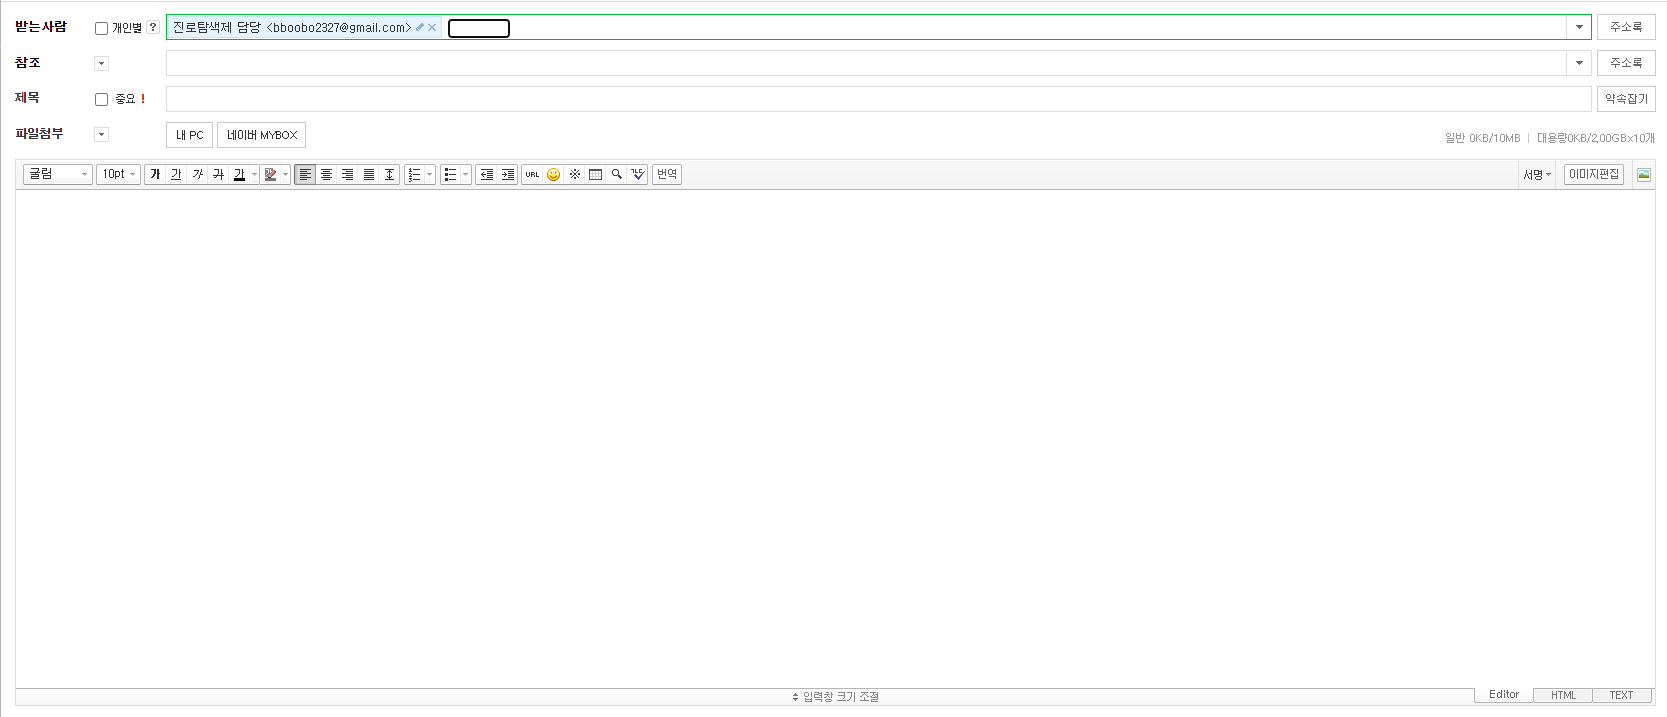 받는사람 개인별 ? 진로탐색제 담당 <bboobo2327@gmail.com> 주소록
참조 주소록
제목 중요 ! 약속잡기
파일첨부 내 PC 네이버 MYBOX 일반 0KB/10MB | 대용량0KB/2.00GBx10개
굴림 10pt 가 가 가 가 가 가 URL 번역 서명 이미지편집
입력창 크기 조절 Editor HTML TEXT